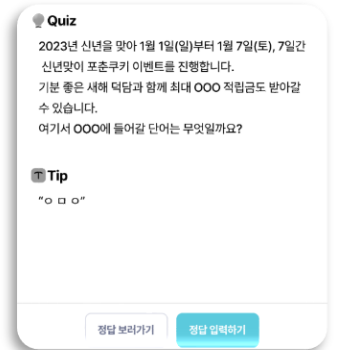 Quiz
2023년 신년을 맞아 1월 1일(일)부터 1월 7일(토), 7일간
신년맞이 포춘쿠키 이벤트를 진행합니다.
기분 좋은 새해 덕담과 함께 최대 OOO 적립금도 받아갈
수 있습니다.
여기서 OOO에 들어갈 단어는 무엇일까요?
T Tip
"ㅇ ㅁ ㅇ"
정답 보러가기
정답 입력하기